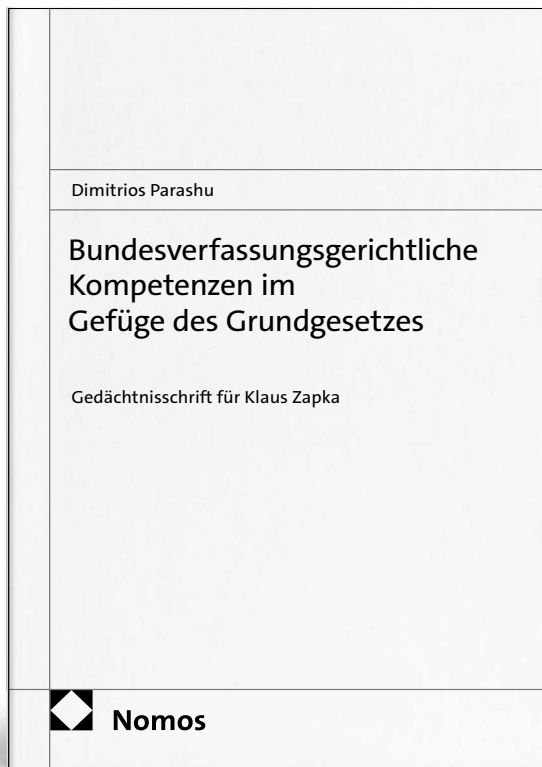 Dimitrios Parashu
Bundesverfassungsgerichtliche
Kompetenzen im
Gefüge des Grundgesetzes
Gedächtnisschrift für Klaus Zapka
Nomos